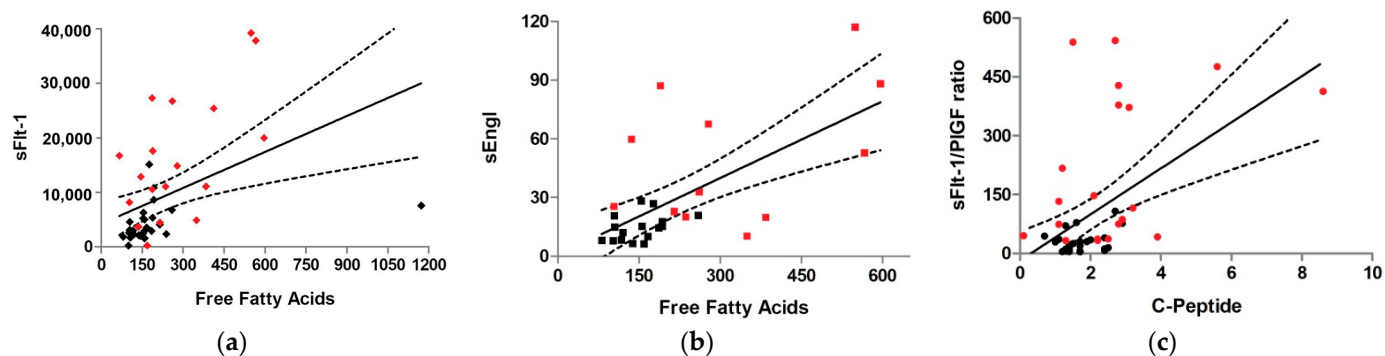 40,000
30,000
20,000
10,000
0
sFlt-1
0 150 300 450 600 750 900 1050 1200
Free Fatty Acids
(a)
120
90
60
30
0
sEngl
0 150 300 450 600
Free Fatty Acids
(b)
600
450
300
150
0
sFlt-1/PlGF ratio
0 2 4 6 8 10
C-Peptide
(c)